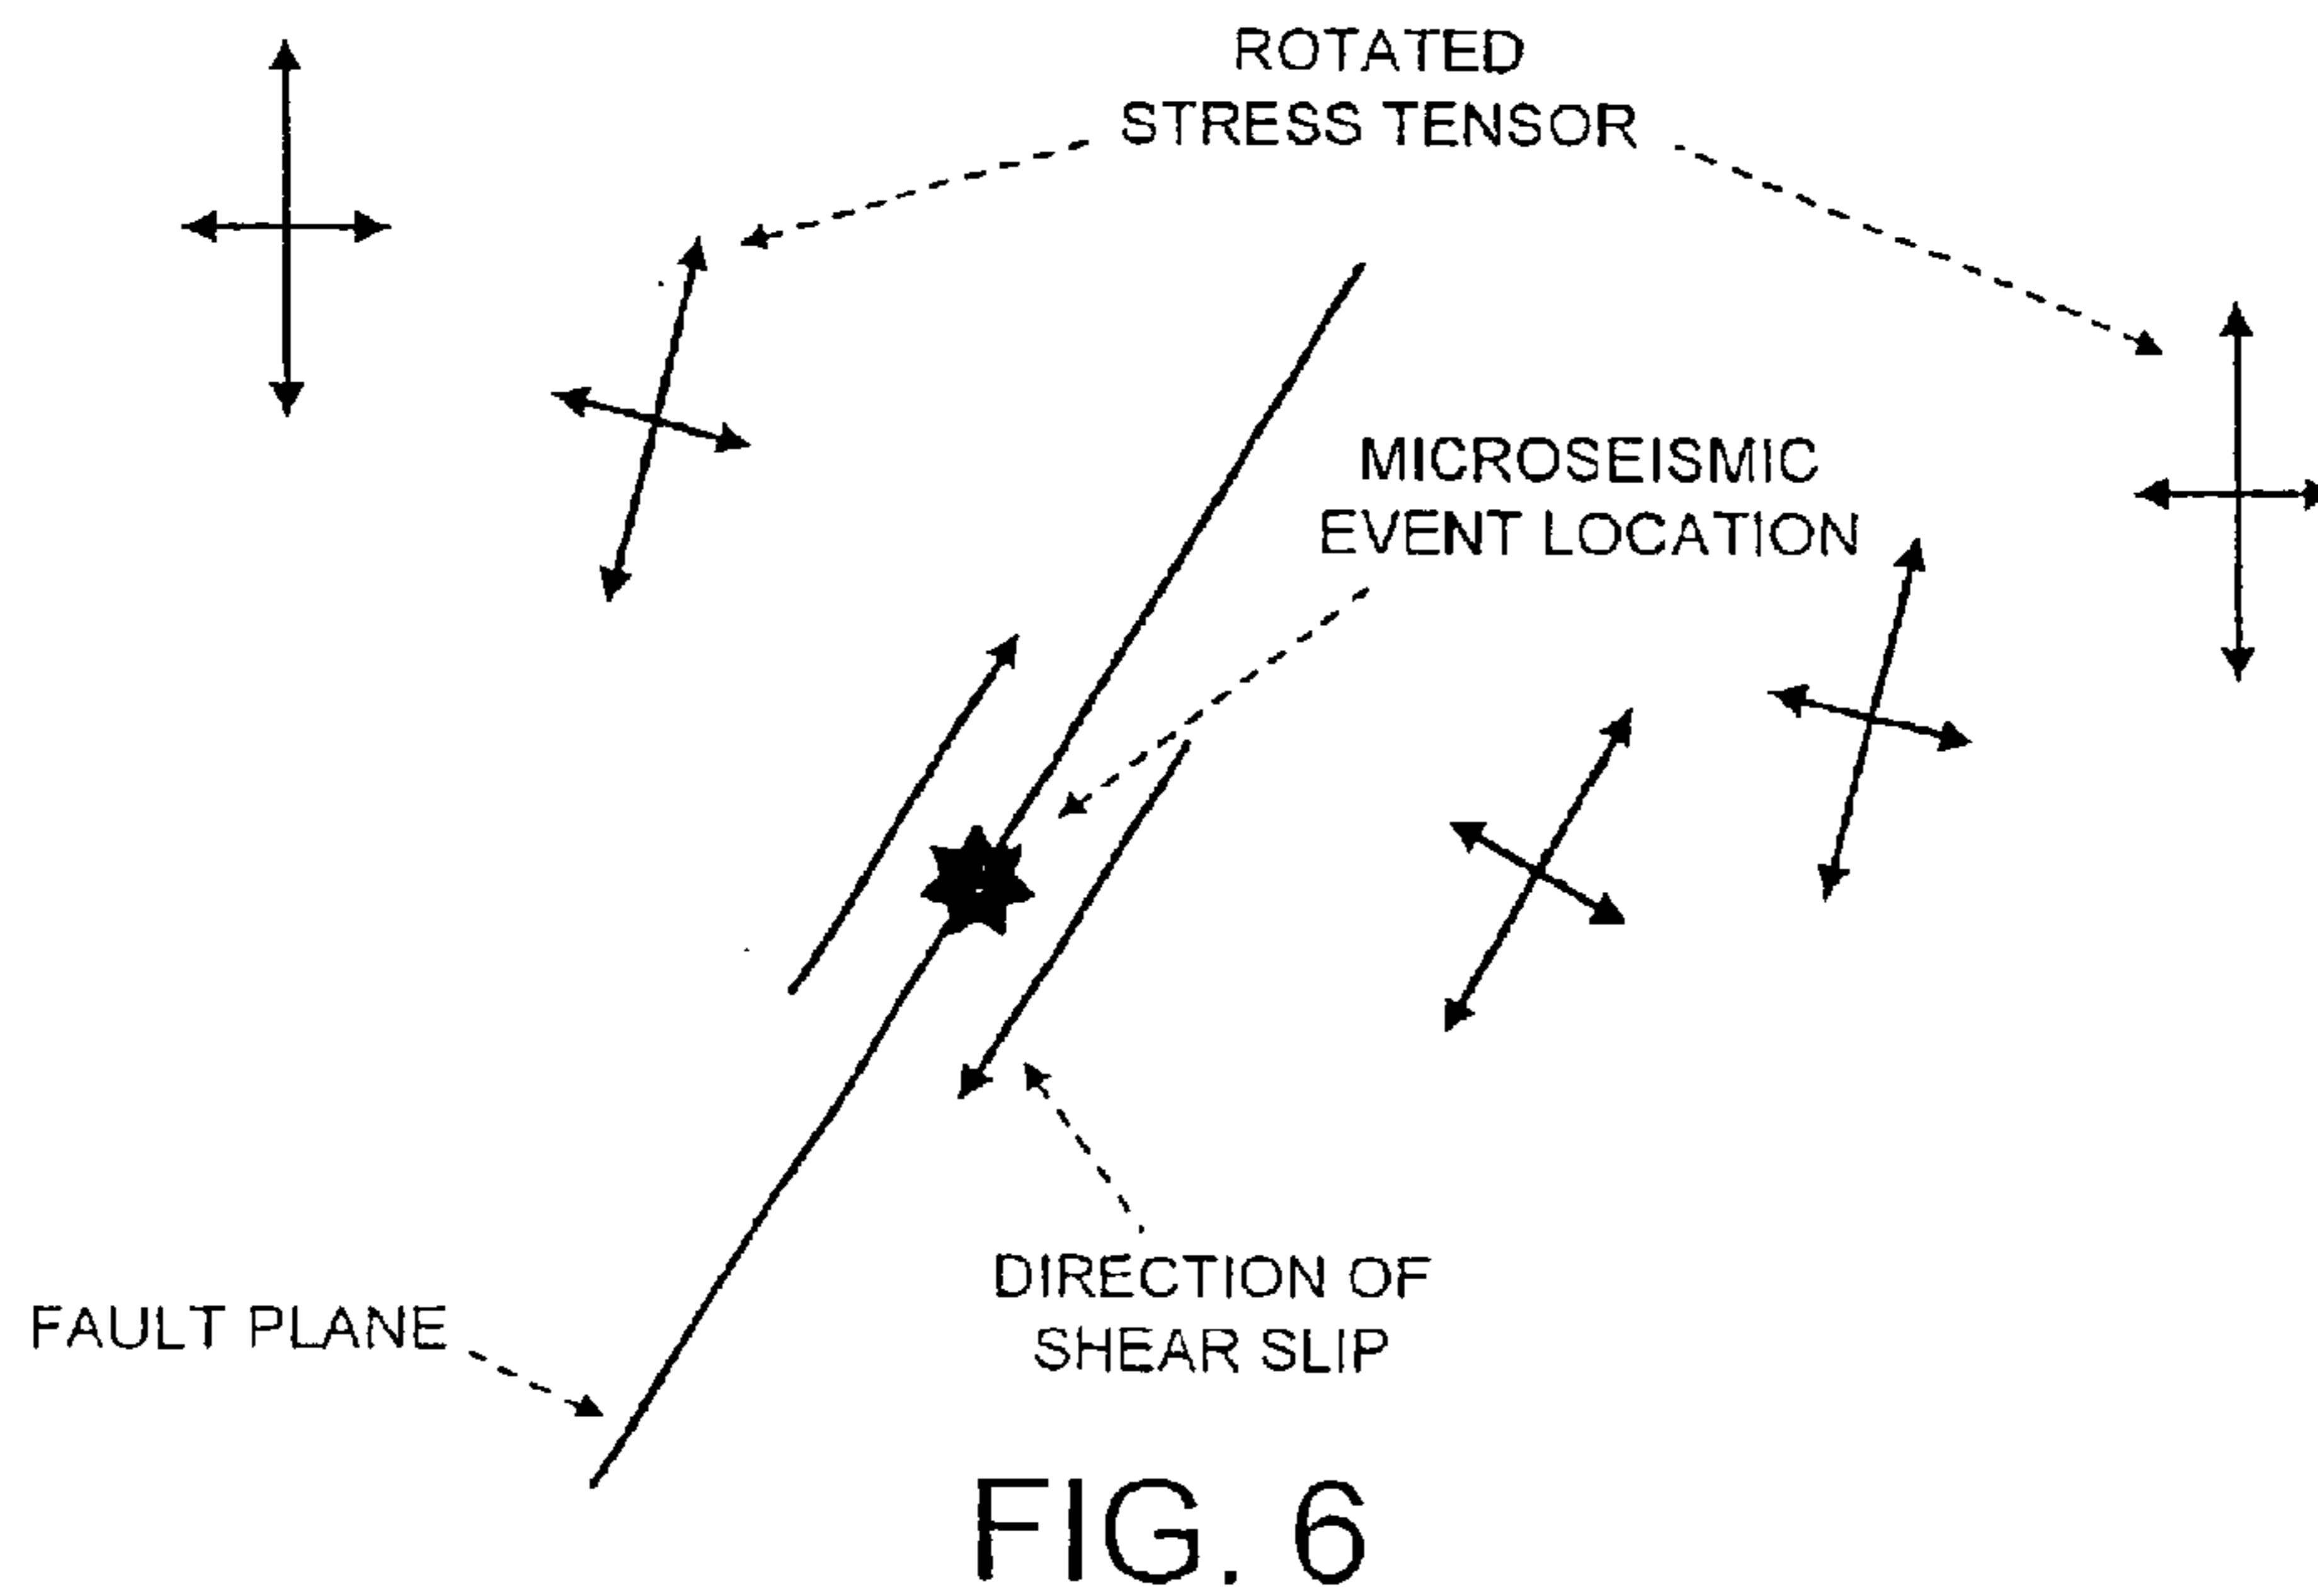 ROTATED
STRESS TENSOR
MICROSEISMIC
EVENT LOCATION
DIRECTION OF
SHEAR SLIP
FAULT PLANE
FIG. 6